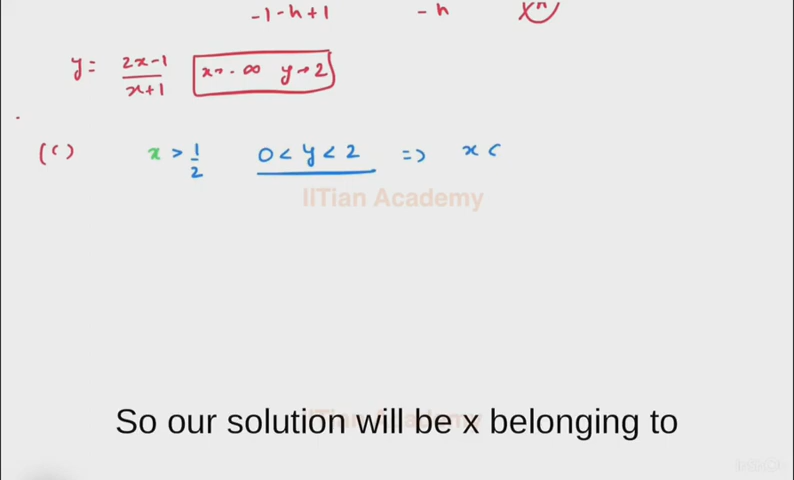 -1-h+1 -h xⁿ
y = 2x-1/x+1 x→-∞ y→2
(c) x > 1/2 0 < y < 2 => x <
IITian Academy
So our solution will be x belonging to